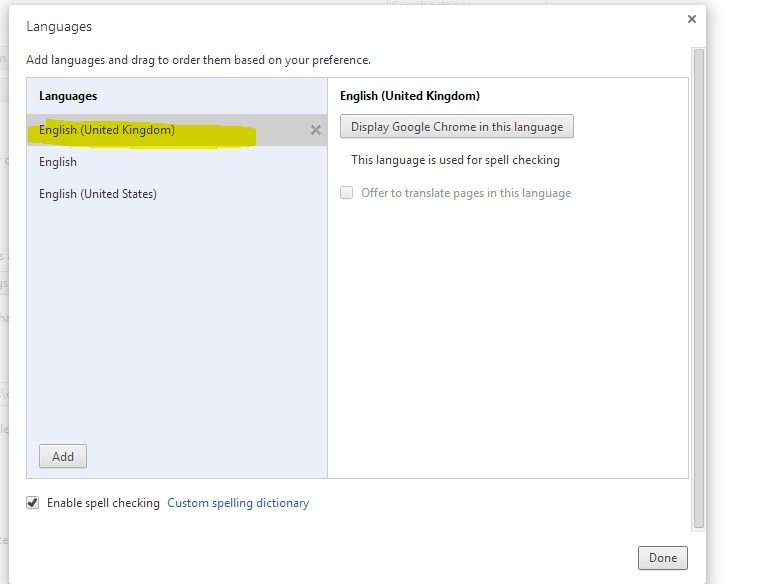 Languages
Add languages and drag to order them based on your preference.
Languages
English (United Kingdom)
English
English (United States)
Add
English (United Kingdom)
Display Google Chrome in this language
This language is used for spell checking
Offer to translate pages in this language
Enable spell checking Custom spelling dictionary
Done